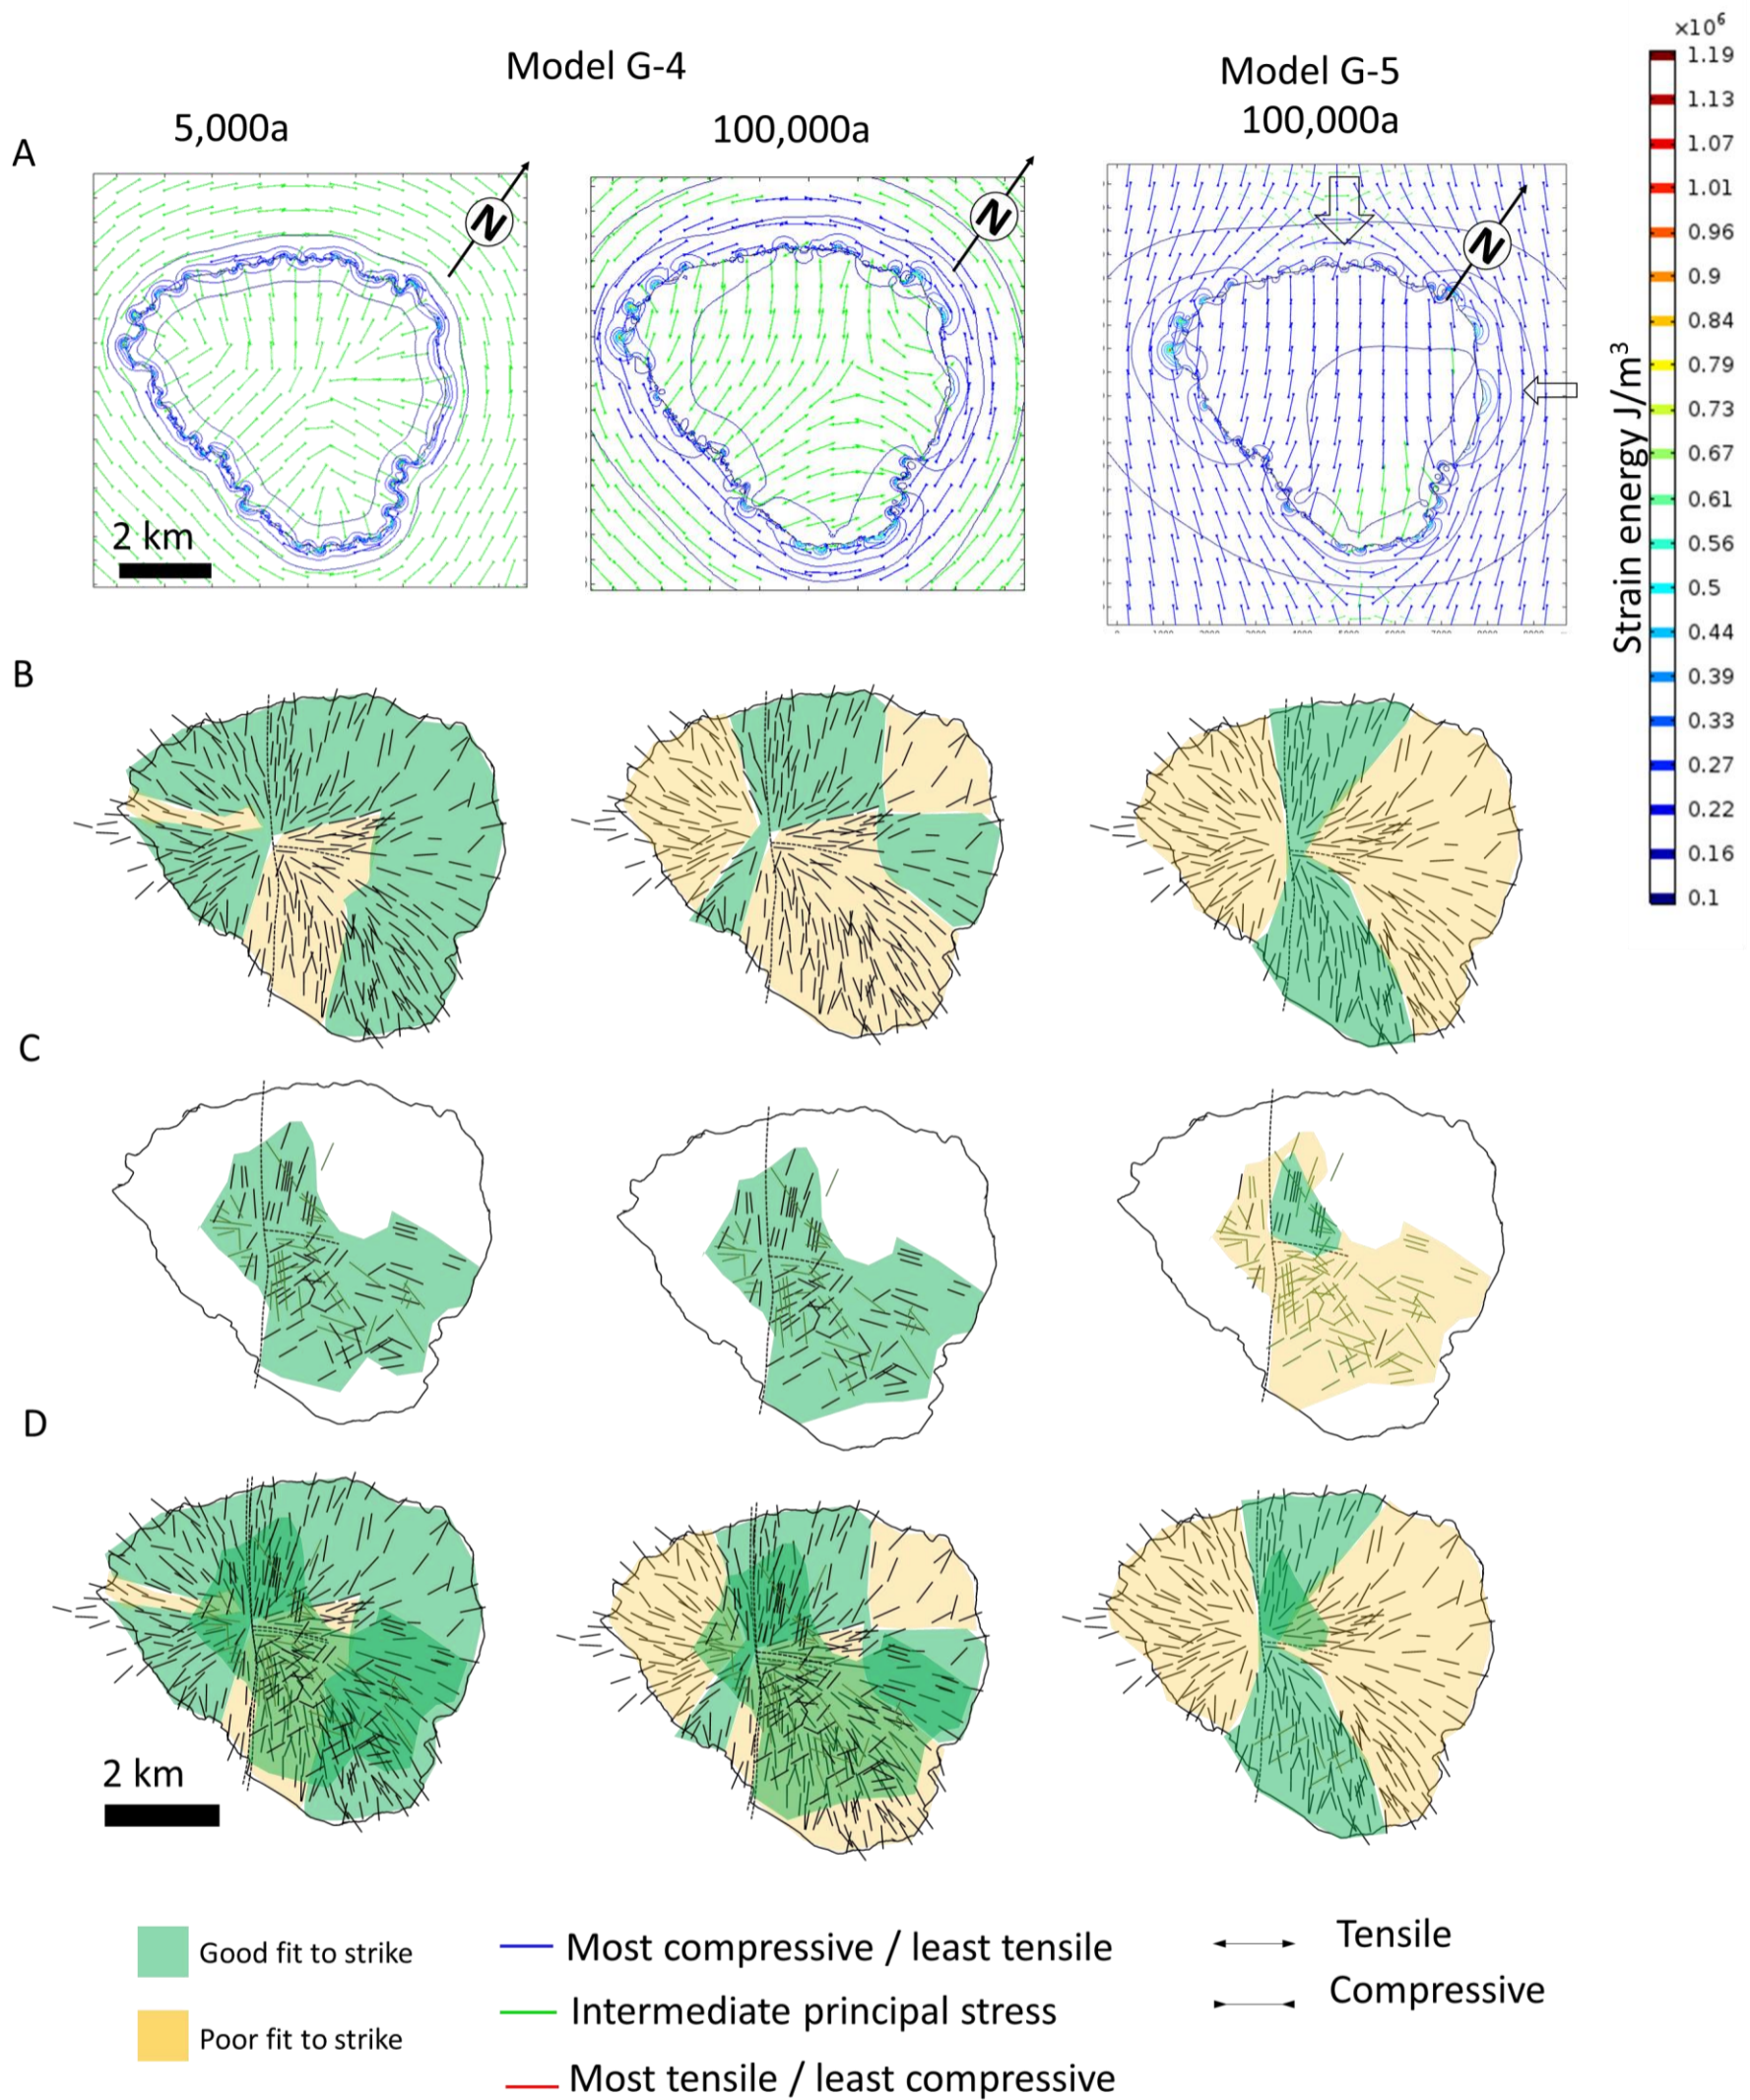 Model G-4
Model G-5
5,000a
100,000a
100,000a
×10⁶
A
N
N
N
2 km
Strain energy J/m³
1.19
1.13
1.07
1.01
0.96
0.9
0.84
0.79
0.73
0.67
0.61
0.56
0.5
0.44
0.39
0.33
0.27
0.22
0.16
0.1
B
C
D
2 km
Good fit to strike
Poor fit to strike
Most compressive / least tensile
Intermediate principal stress
Most tensile / least compressive
Tensile
Compressive